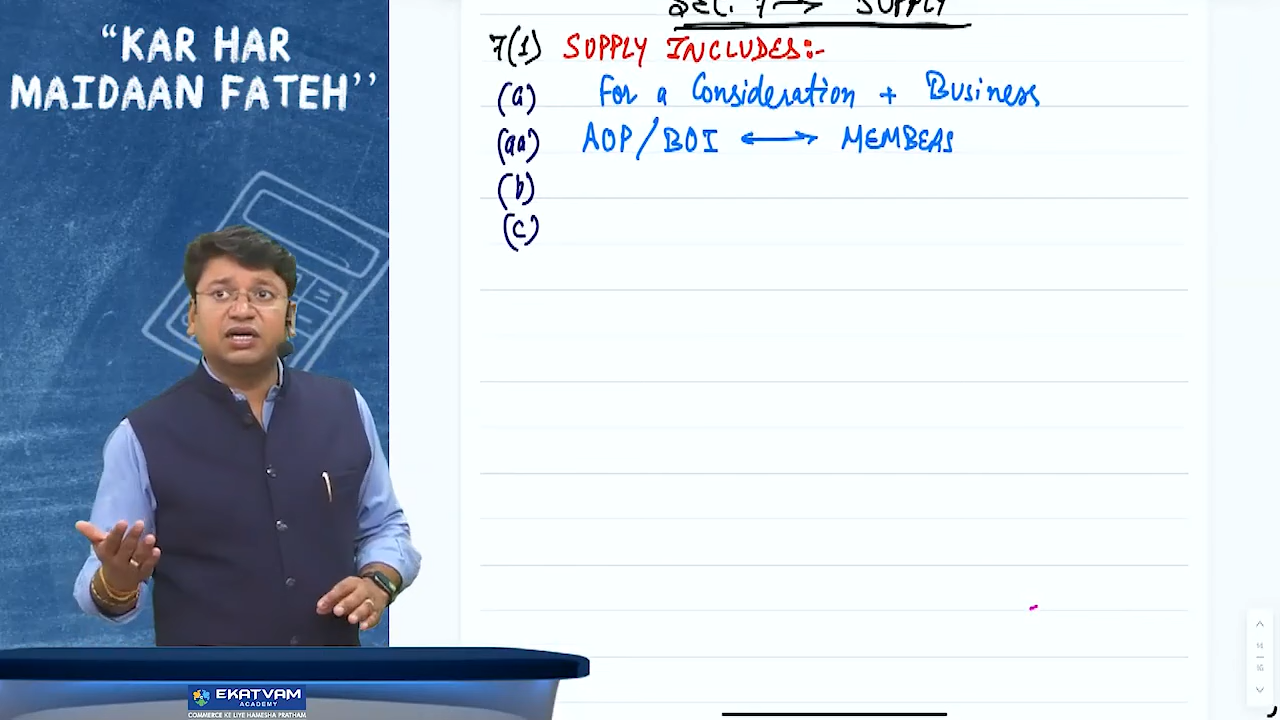 “KAR HAR
MAIDAAN FATEH’’
SEC. 7 → SUPPLY
7(1) SUPPLY INCLUDES:-
(a) For a Consideration + Business
(aa) AOP/BOI ↔ MEMBERS
(b)
(c)
EKATVAM
ACADEMY
COMMERCE KE LIYE HAMESHA PRATHAM